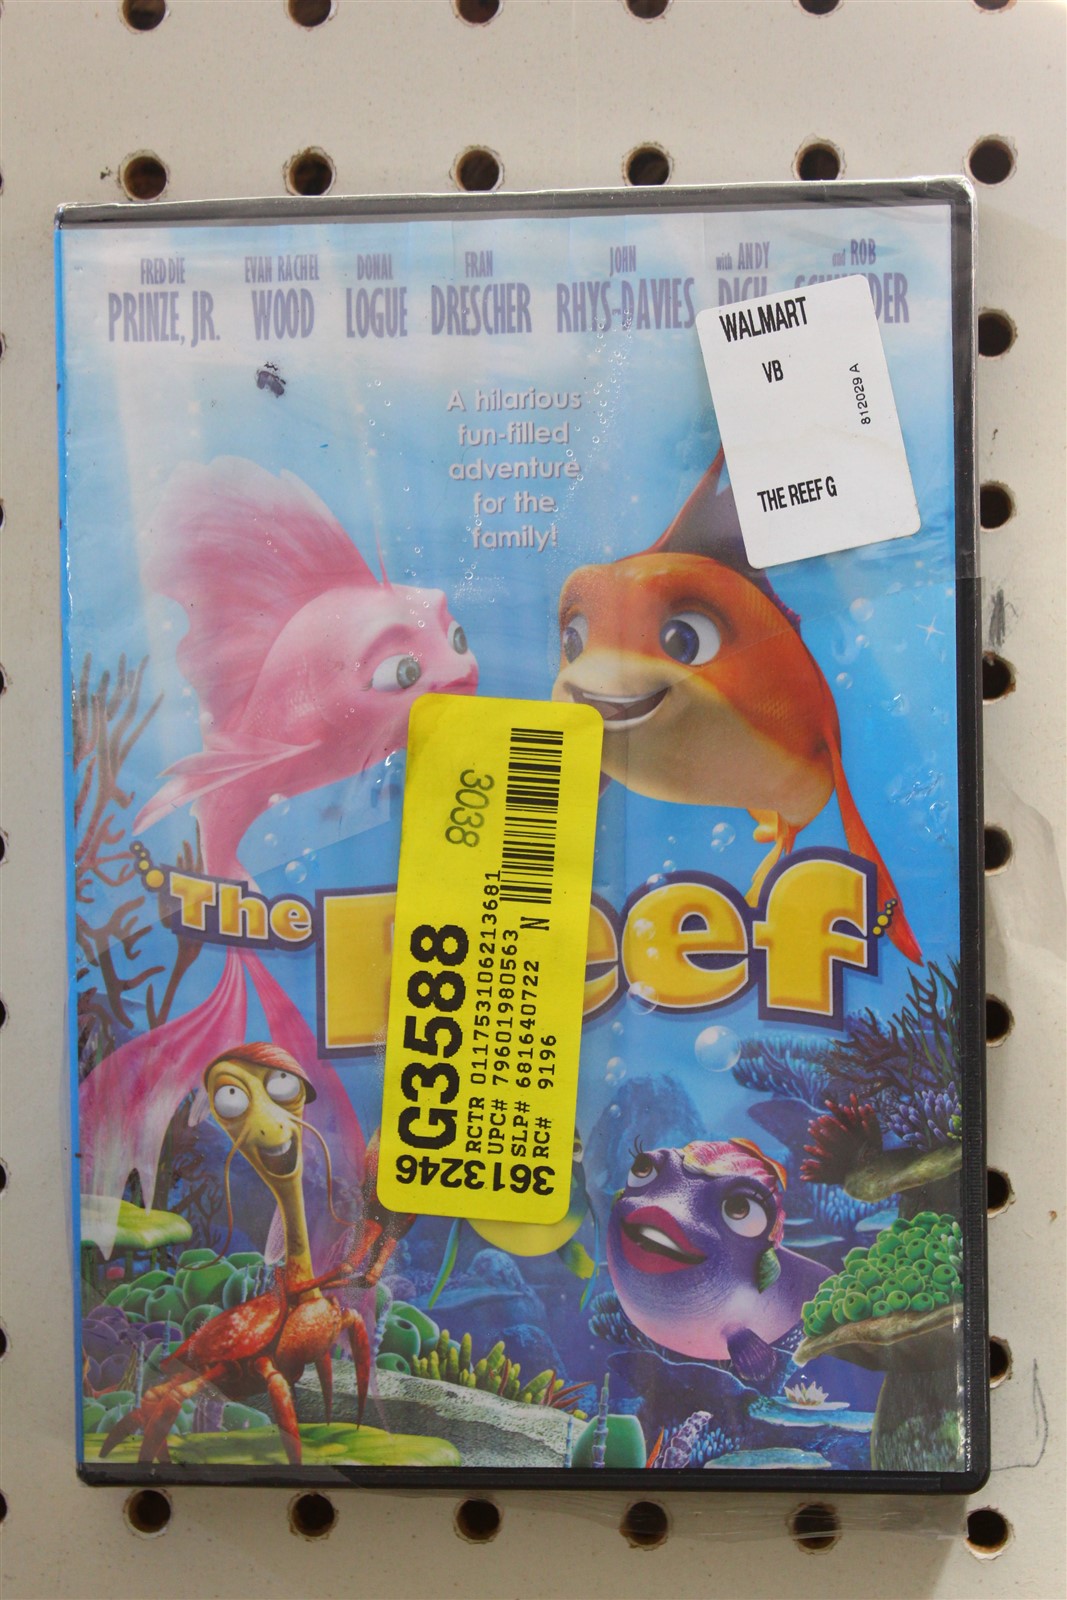 FREDDIE
PRINZE, JR.
EVAN RACHEL
WOOD
DONAL
LOGUE
FRAN
DRESCHER
JOHN
RHYS-DAVIES
with ANDY
and ROB
WALMART
VB
812029 A
THE REEF G
A hilarious
fun-filled
adventure
for the
family!
The
eef
3038
N
G3588
RCTR 011753106213681
UPC# 79601980563
SLP# 681640722
RC# 9196
3613246